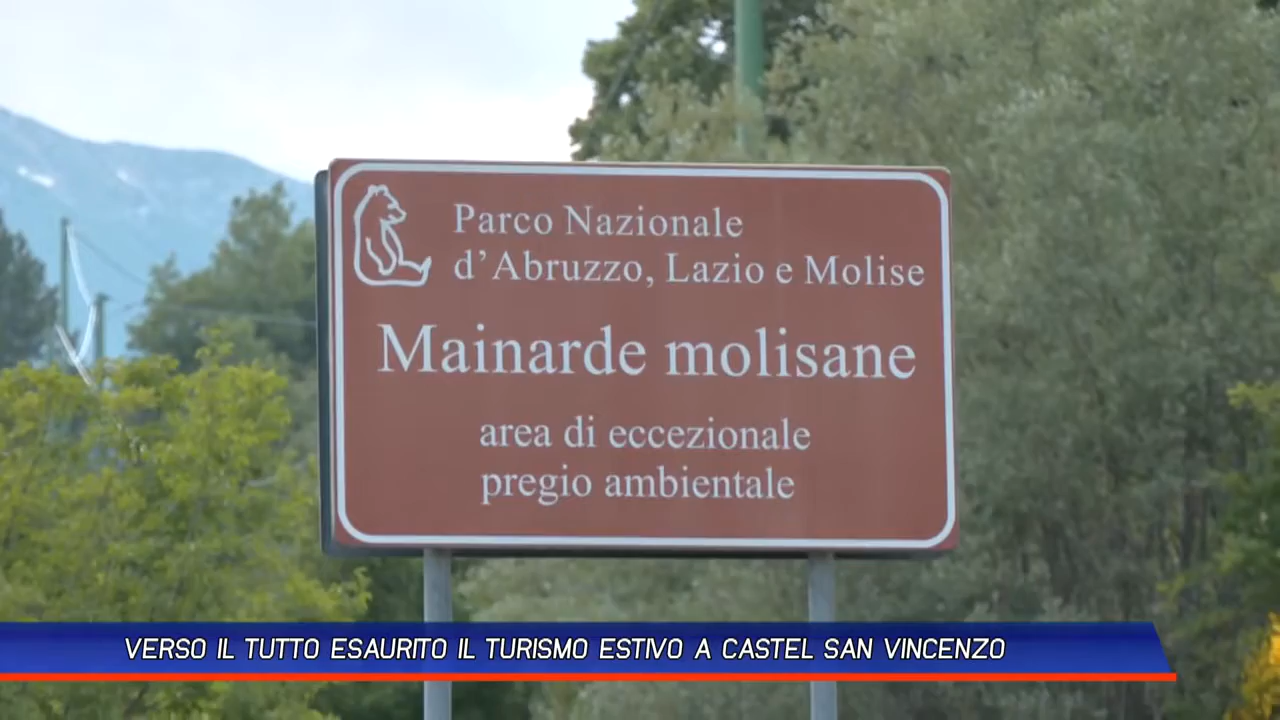 Parco Nazionale
d'Abruzzo, Lazio e Molise
Mainarde molisane
area di eccezionale
pregio ambientale
VERSO IL TUTTO ESAURITO IL TURISMO ESTIVO A CASTEL SAN VINCENZO